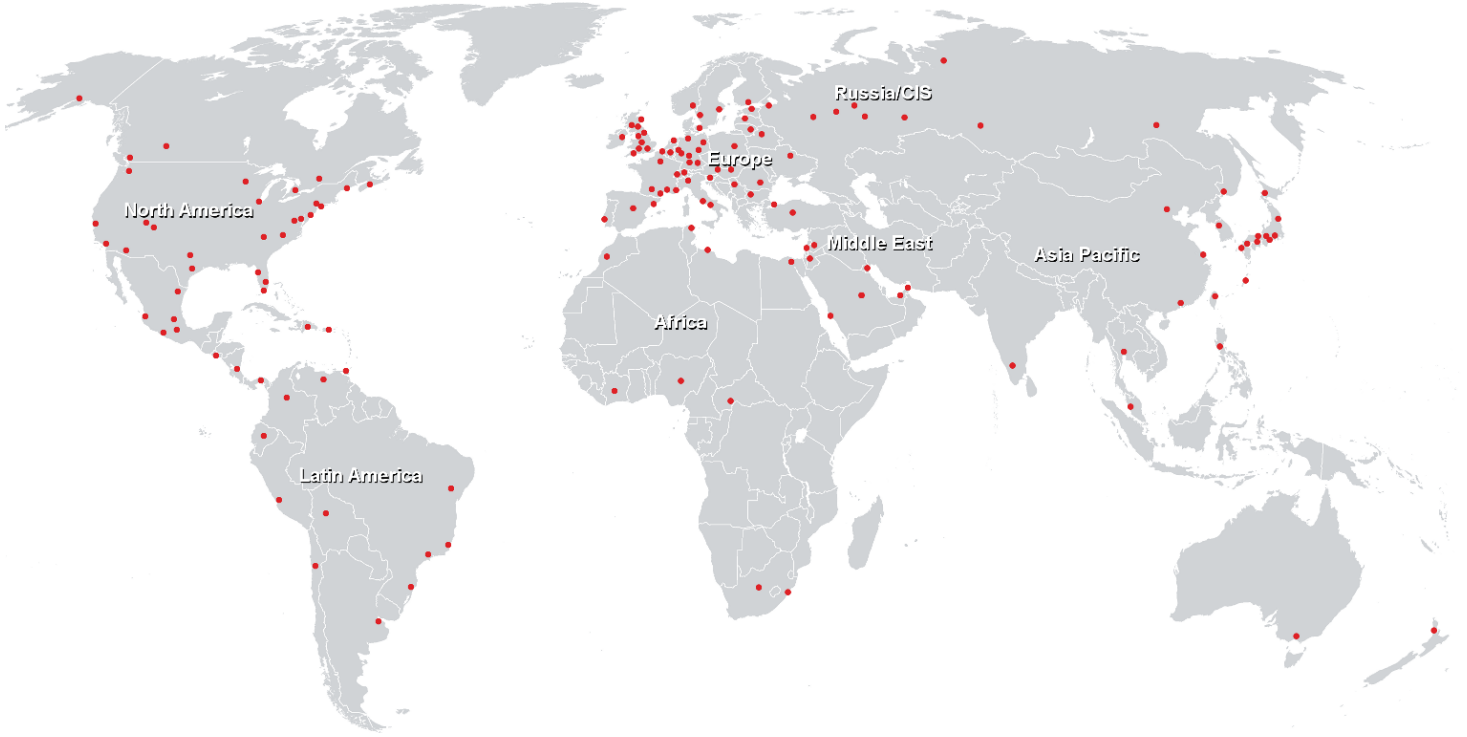 Russia/CIS
Europe
North America
Middle East
Asia Pacific
Africa
Latin America